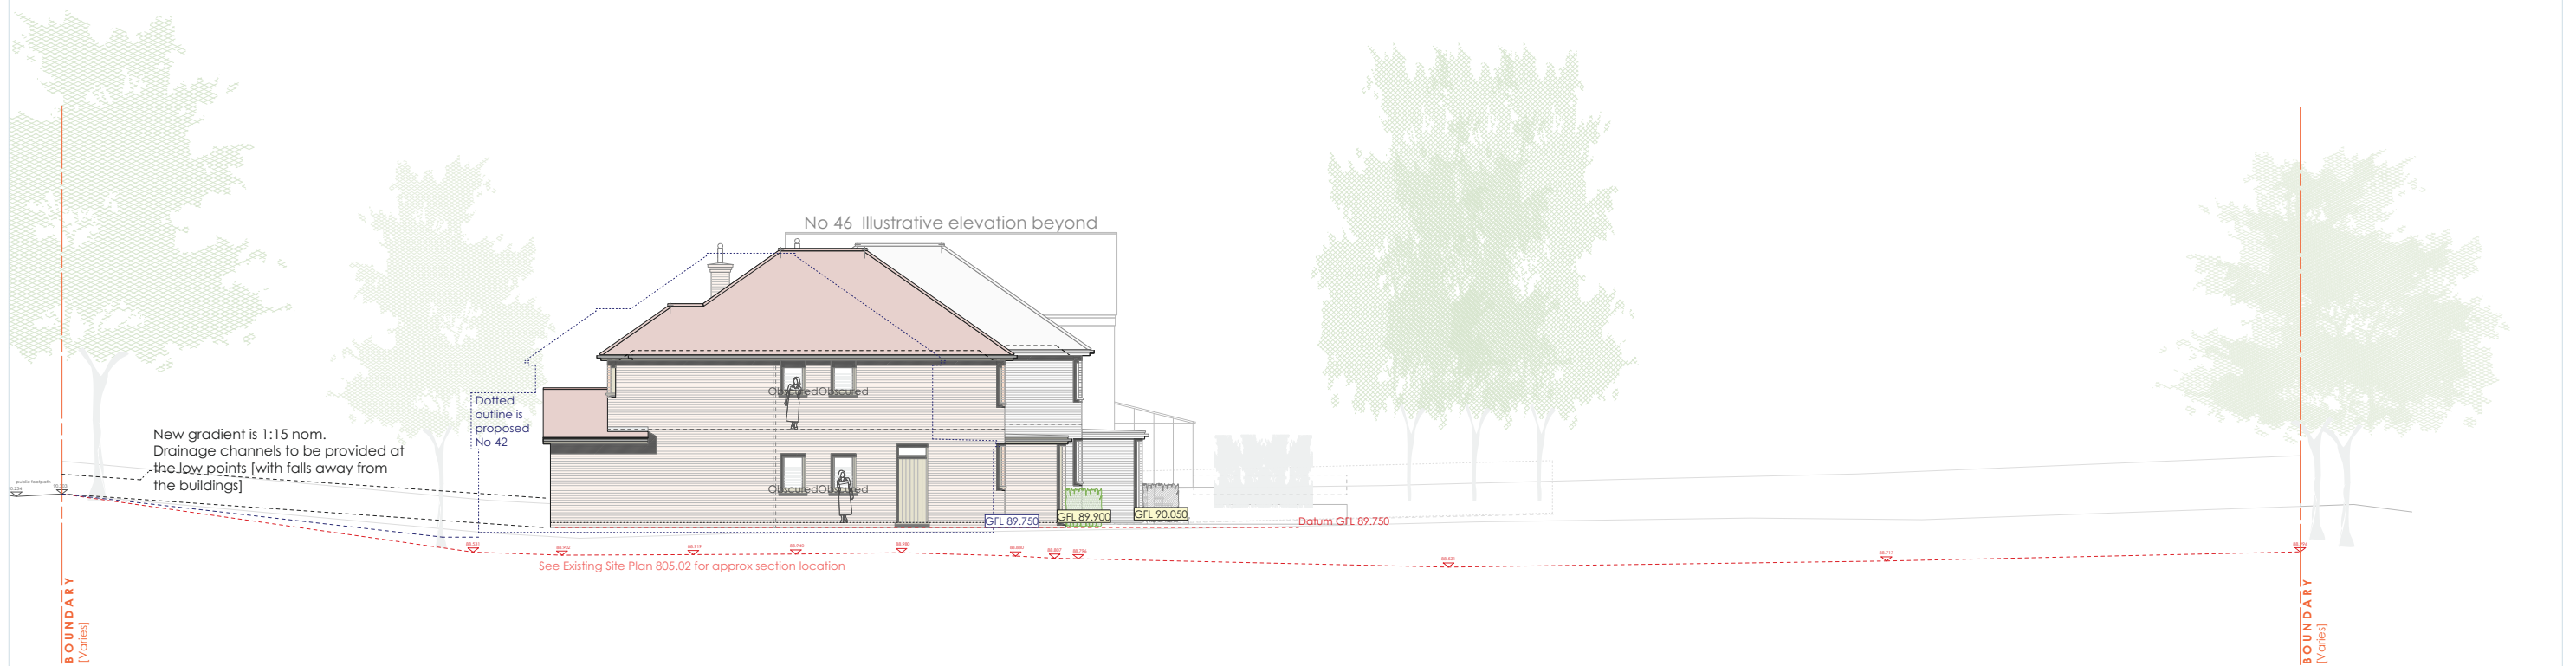 No 46 Illustrative elevation beyond
Dotted
outline is
proposed
No 42
New gradient is 1:15 nom.
Drainage channels to be provided at
the low points [with falls away from
the buildings]
public footpath
Obscured
Obscured
Obscured
Obscured
GFL 89.750
GFL 89.900
GFL 90.050
Datum GFL 89.750
See Existing Site Plan 805.02 for approx section location
BOUNDARY
[Varies]
BOUNDARY
[Varies]